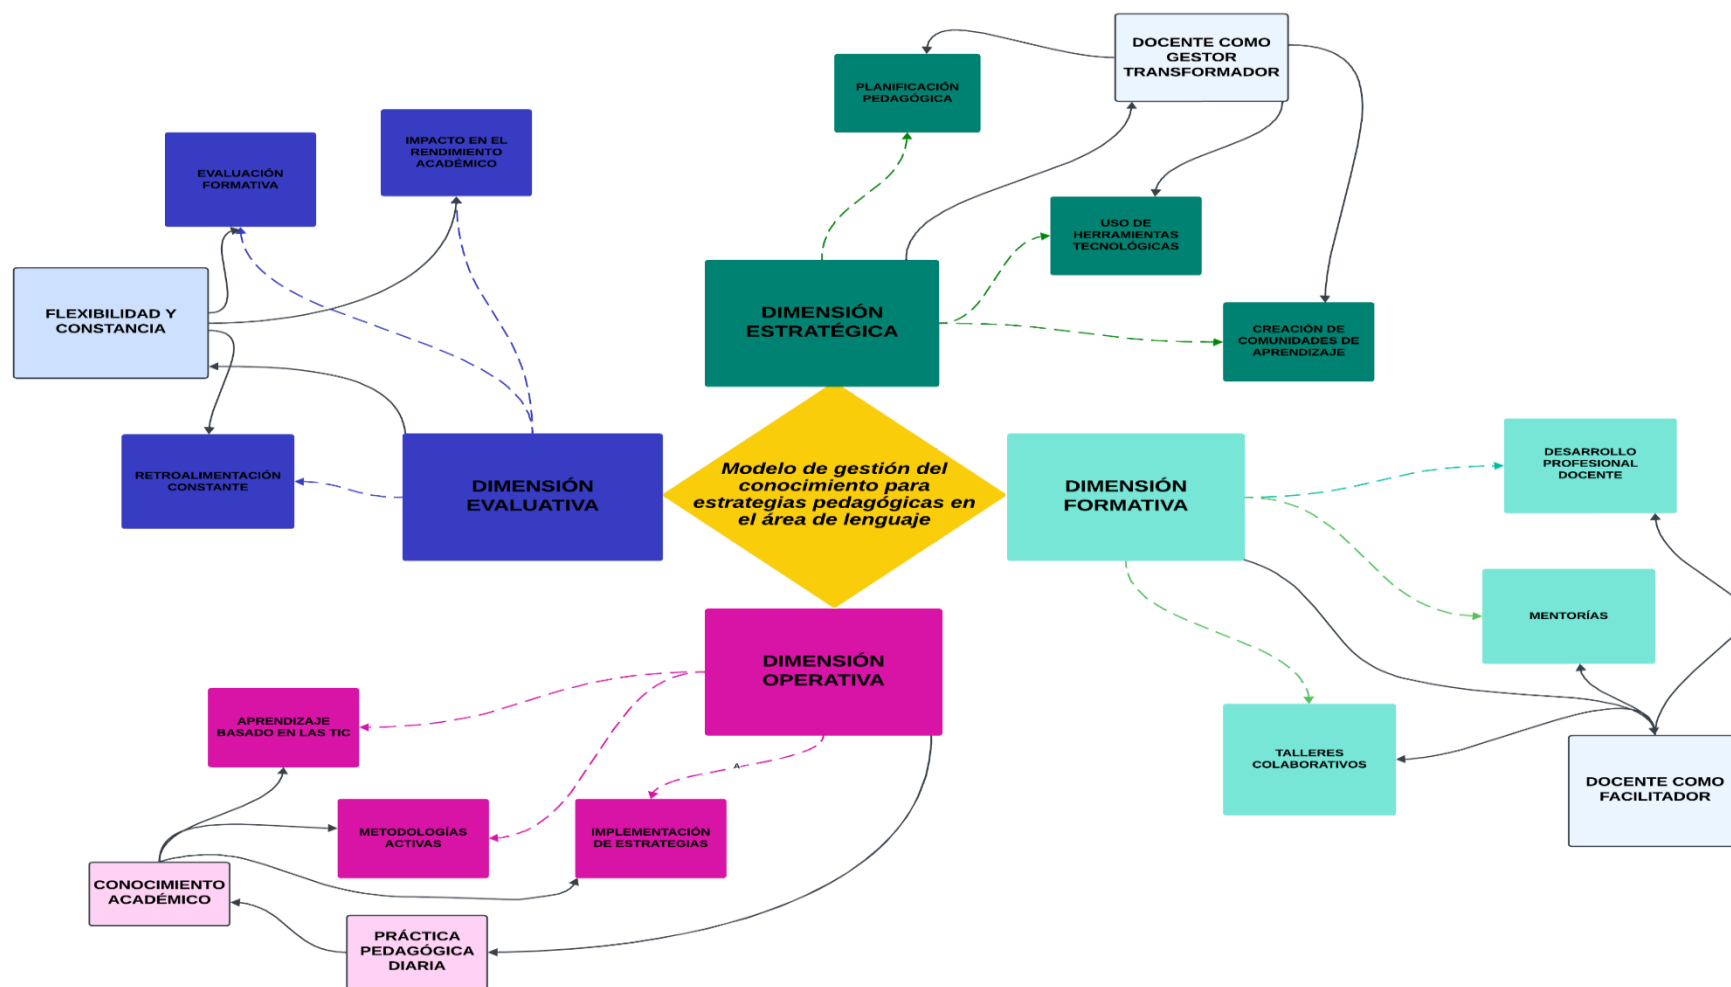 DOCENTE COMO
GESTOR
TRANSFORMADOR
PLANIFICACIÓN
PEDAGÓGICA
IMPACTO EN EL
RENDIMIENTO
ACADÉMICO
EVALUACIÓN
FORMATIVA
USO DE
HERRAMIENTAS
TECNOLÓGICAS
FLEXIBILIDAD Y
CONSTANCIA
DIMENSIÓN
ESTRATÉGICA
CREACIÓN DE
COMUNIDADES DE
APRENDIZAJE
RETROALIMENTACIÓN
CONSTANTE
DIMENSIÓN
EVALUATIVA
Modelo de gestión del
conocimiento para
estrategias pedagógicas en
el área de lenguaje
DIMENSIÓN
FORMATIVA
DESARROLLO
PROFESIONAL
DOCENTE
MENTORÍAS
DIMENSIÓN
OPERATIVA
APRENDIZAJE
BASADO EN LAS TIC
TALLERES
COLABORATIVOS
A
DOCENTE COMO
FACILITADOR
METODOLOGÍAS
ACTIVAS
IMPLEMENTACIÓN
DE ESTRATEGIAS
CONOCIMIENTO
ACADÉMICO
PRÁCTICA
PEDAGÓGICA
DIARIA